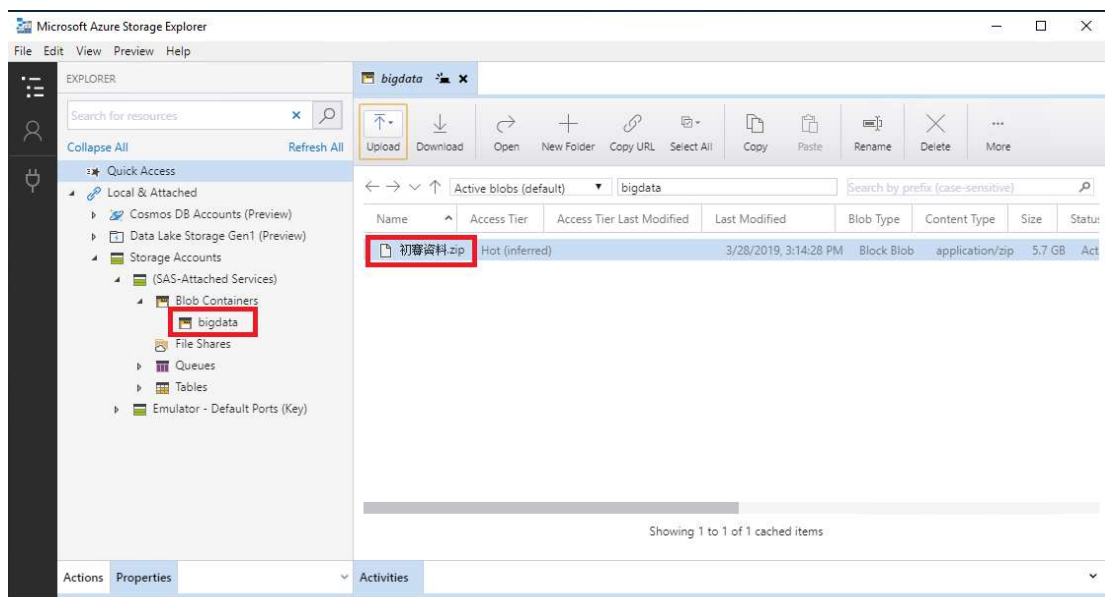 Microsoft Azure Storage Explorer
File Edit View Preview Help
EXPLORER
Search for resources
Collapse All Refresh All
Quick Access
Local & Attached
Cosmos DB Accounts (Preview)
Data Lake Storage Gen1 (Preview)
Storage Accounts
(SAS-Attached Services)
Blob Containers
bigdata
File Shares
Queues
Tables
Emulator - Default Ports (Key)
Actions Properties
bigdata
Upload Download Open New Folder Copy URL Select All Copy Paste Rename Delete More
Active blobs (default) bigdata Search by prefix (case-sensitive)
Name Access Tier Access Tier Last Modified Last Modified Blob Type Content Type Size Status
初審資料.zip Hot (inferred) 3/28/2019, 3:14:28 PM Block Blob application/zip 5.7 GB Act
Showing 1 to 1 of 1 cached items
Activities